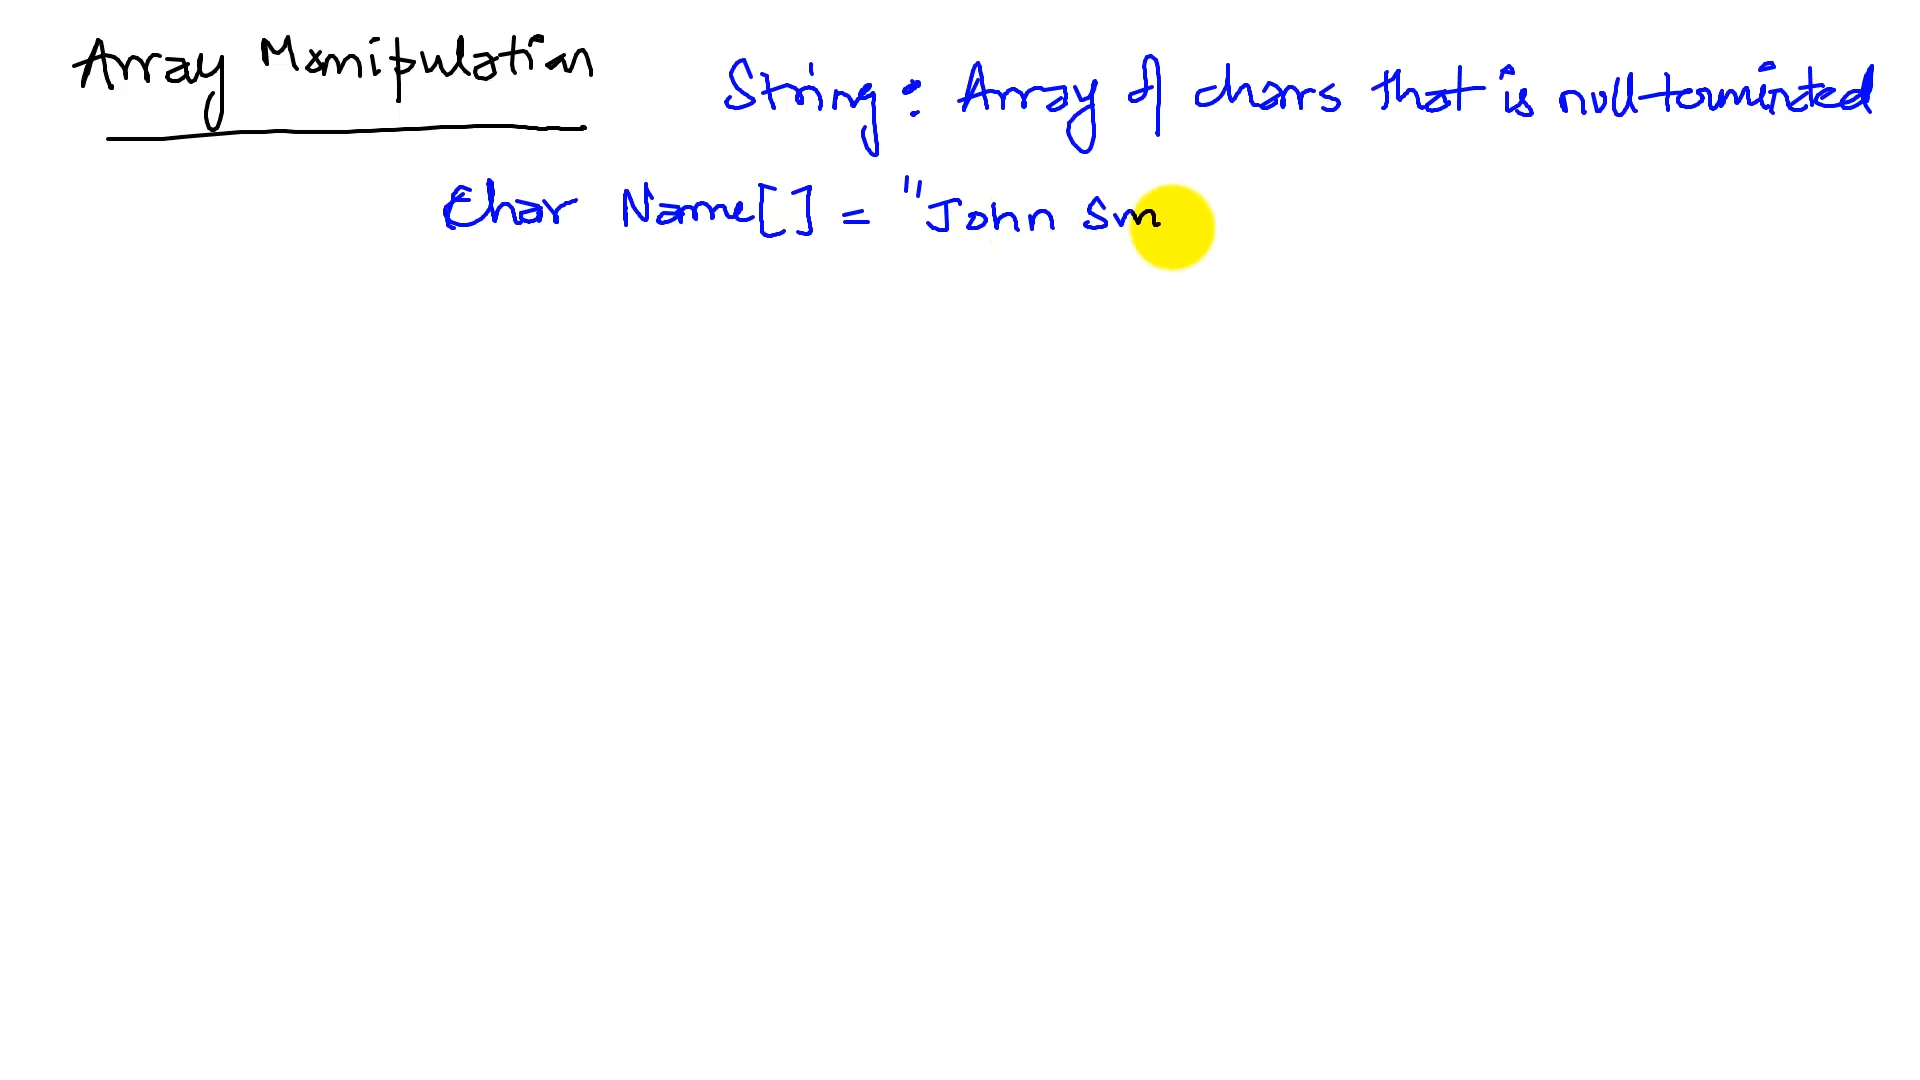 Array Manipulation
String: Array of chars that is null-terminated
Char Name[] = "John Sm